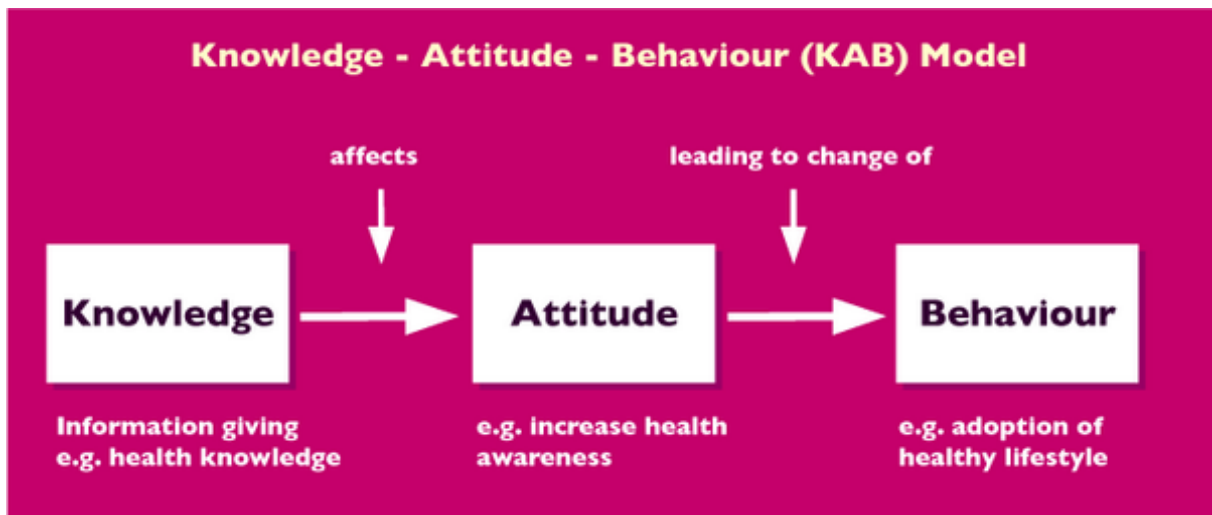 Knowledge - Attitude - Behaviour (KAB) Model
affects
leading to change of
Knowledge
Attitude
Behaviour
Information giving
e.g. health knowledge
e.g. increase health
awareness
e.g. adoption of
healthy lifestyle